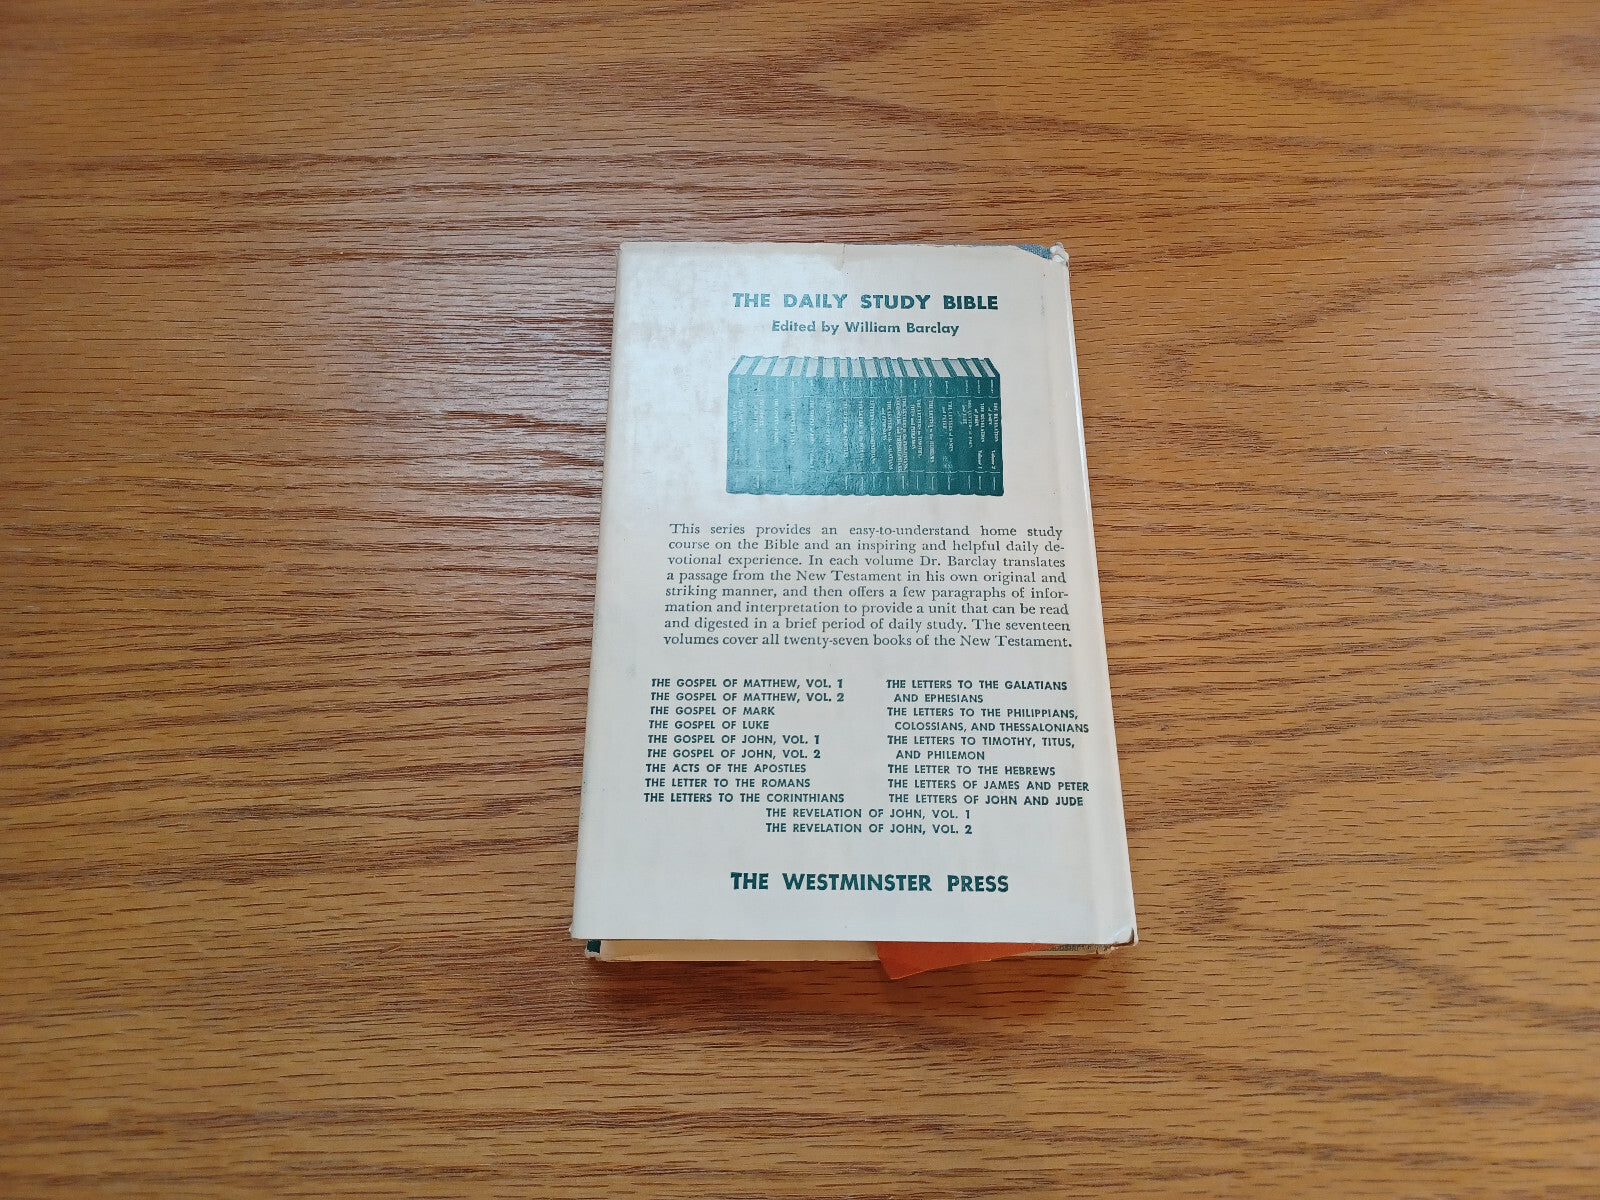 THE DAILY STUDY BIBLE
Edited by William Barclay
This series provides an easy-to-understand home study
course on the Bible and an inspiring and helpful daily de-
votional experience. In each volume Dr. Barclay translates
a passage from the New Testament in his own original and
striking manner, and then offers a few paragraphs of infor-
mation and interpretation to provide a unit that can be read
and digested in a brief period of daily study. The seventeen
volumes cover all twenty-seven books of the New Testament.
THE GOSPEL OF MATTHEW, VOL. 1
THE GOSPEL OF MATTHEW, VOL. 2
THE GOSPEL OF MARK
THE GOSPEL OF LUKE
THE GOSPEL OF JOHN, VOL. 1
THE GOSPEL OF JOHN, VOL. 2
THE ACTS OF THE APOSTLES
THE LETTER TO THE ROMANS
THE LETTERS TO THE CORINTHIANS
THE LETTERS TO THE GALATIANS
AND EPHESIANS
THE LETTERS TO THE PHILIPPIANS,
COLOSSIANS, AND THESSALONIANS
THE LETTERS TO TIMOTHY, TITUS,
AND PHILEMON
THE LETTER TO THE HEBREWS
THE LETTERS OF JAMES AND PETER
THE LETTERS OF JOHN AND JUDE
THE REVELATION OF JOHN, VOL. 1
THE REVELATION OF JOHN, VOL. 2
THE WESTMINSTER PRESS